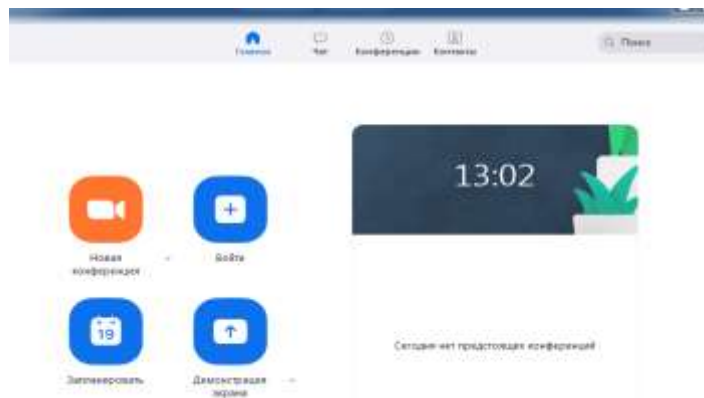 Главная
Чат
Конференции
Контакты
Поиск
13:02
Новая
конференция
Войти
19
Запланировать
Демонстрация
экрана
Сегодня нет предстоящих конференций